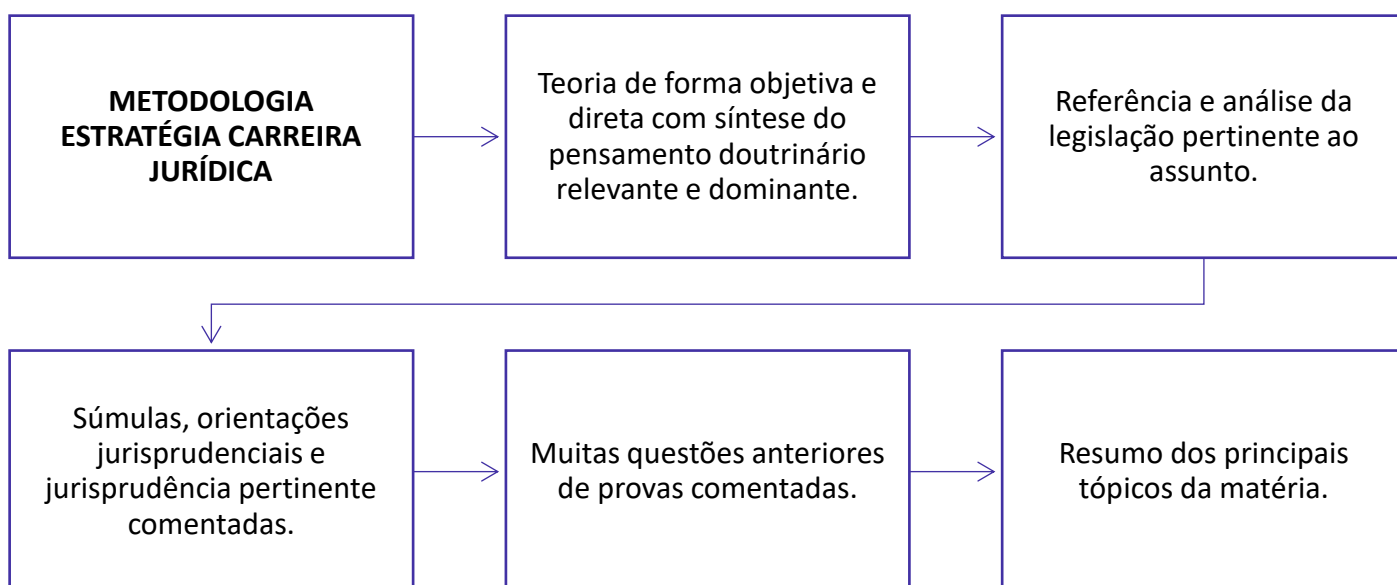 METODOLOGIA
ESTRATÉGIA CARREIRA
JURÍDICA
Teoria de forma objetiva e
direta com síntese do
pensamento doutrinário
relevante e dominante.
Referência e análise da
legislação pertinente ao
assunto.
Súmulas, orientações
jurisprudenciais e
jurisprudência pertinente
comentadas.
Muitas questões anteriores
de provas comentadas.
Resumo dos principais
tópicos da matéria.